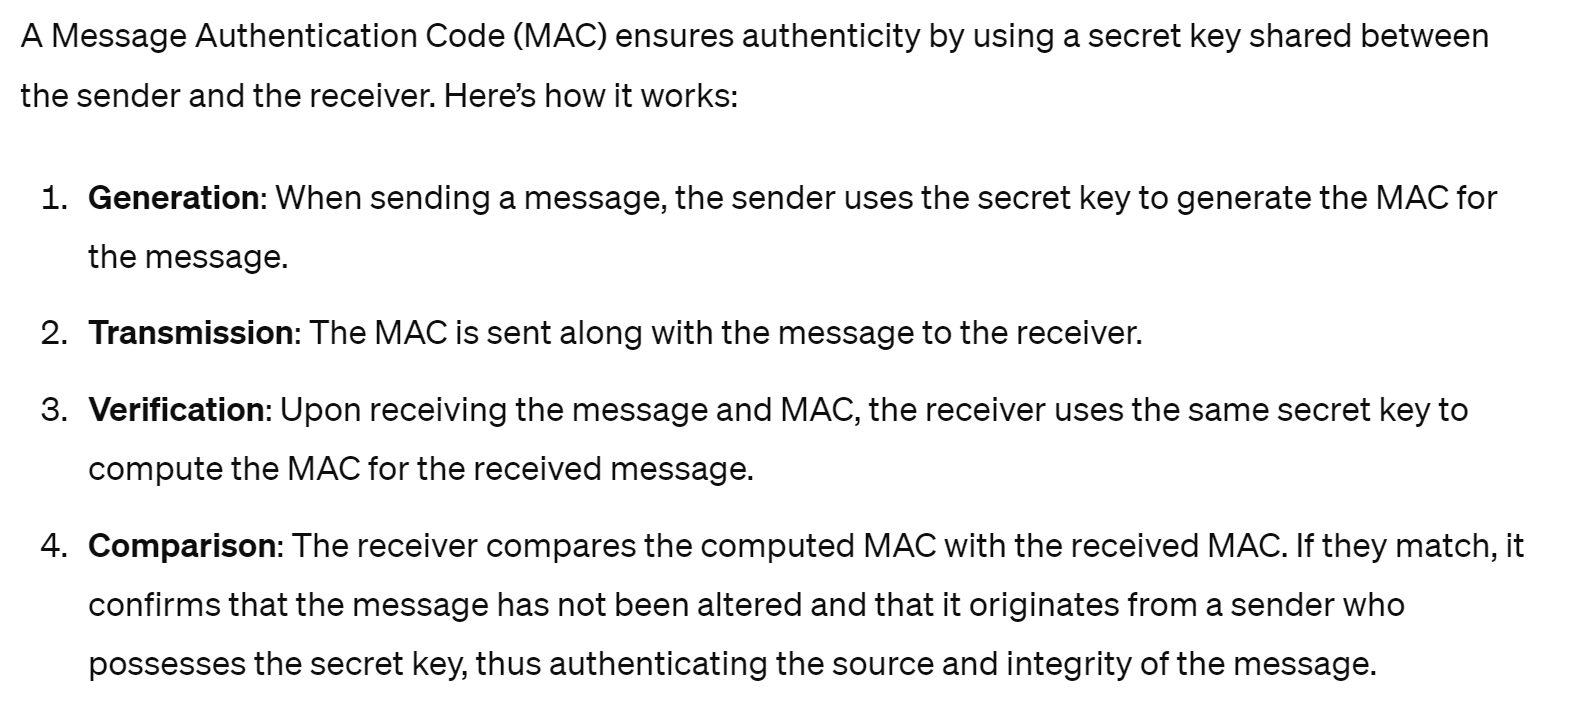 A Message Authentication Code (MAC) ensures authenticity by using a secret key shared between
the sender and the receiver. Here’s how it works:
1. Generation: When sending a message, the sender uses the secret key to generate the MAC for
the message.
2. Transmission: The MAC is sent along with the message to the receiver.
3. Verification: Upon receiving the message and MAC, the receiver uses the same secret key to
compute the MAC for the received message.
4. Comparison: The receiver compares the computed MAC with the received MAC. If they match, it
confirms that the message has not been altered and that it originates from a sender who
possesses the secret key, thus authenticating the source and integrity of the message.